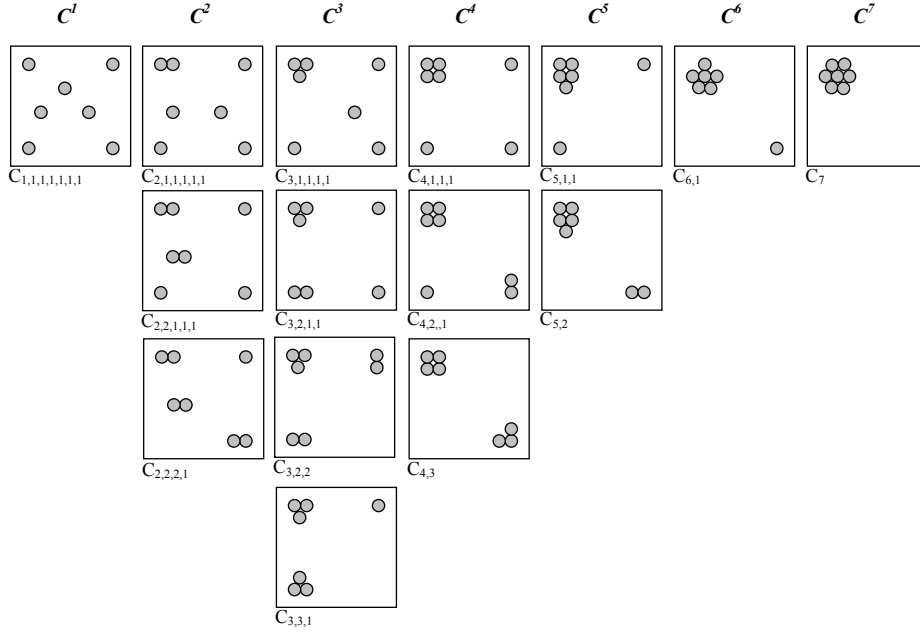 C¹ C² C³ C⁴ C⁵ C⁶ C⁷
C₁,₁,₁,₁,₁,₁,₁ C₂,₁,₁,₁,₁,₁ C₃,₁,₁,₁,₁ C₄,₁,₁,₁ C₅,₁,₁ C₆,₁ C₇
C₂,₂,₁,₁,₁ C₃,₂,₁,₁ C₄,₂,,₁ C₅,₂
C₂,₂,₂,₁ C₃,₂,₂ C₄,₃
C₃,₃,₁